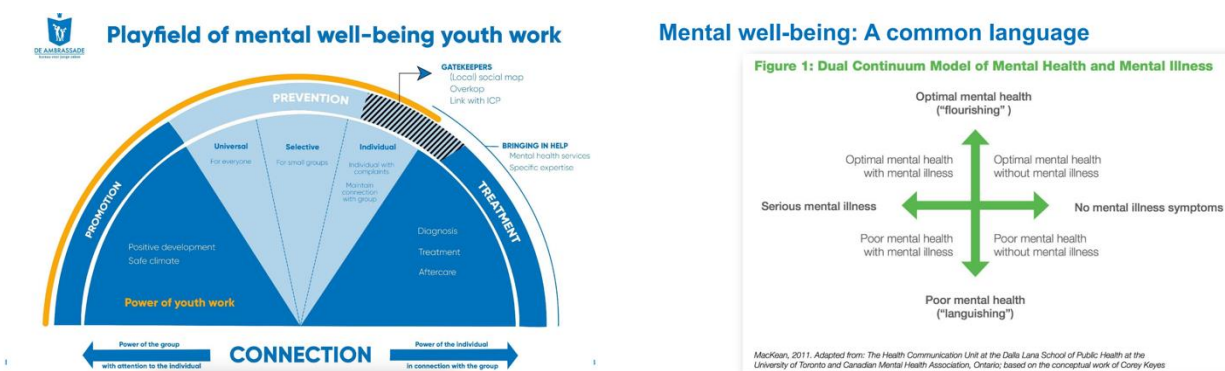 DE AMBRASSADE
Playfield of mental well-being youth work
GATEKEEPERS
(Local) social map
Overkop
Link with ICP
PREVENTION
BRINGING IN HELP
Mental health services
Specific expertise
Universal
For everyone
Selective
For small groups
Individual
Individual with
complaints
Maintain
connection
with group
PROMOTION
TREATMENT
Positive development
Safe climate
Power of youth work
Diagnosis
Treatment
Aftercare
Power of the group
with attention to the individual
CONNECTION
Power of the individual
in connection with the group
Mental well-being: A common language
Figure 1: Dual Continuum Model of Mental Health and Mental Illness
Optimal mental health
("flourishing" )
Optimal mental health
with mental illness
Optimal mental health
without mental illness
Serious mental illness
No mental illness symptoms
Poor mental health
with mental illness
Poor mental health
without mental illness
Poor mental health
("languishing")
MacKean, 2011. Adapted from: The Health Communication Unit at the Dalla Lana School of Public Health at the
University of Toronto and Canadian Mental Health Association, Ontario; based on the conceptual work of Corey Keyes